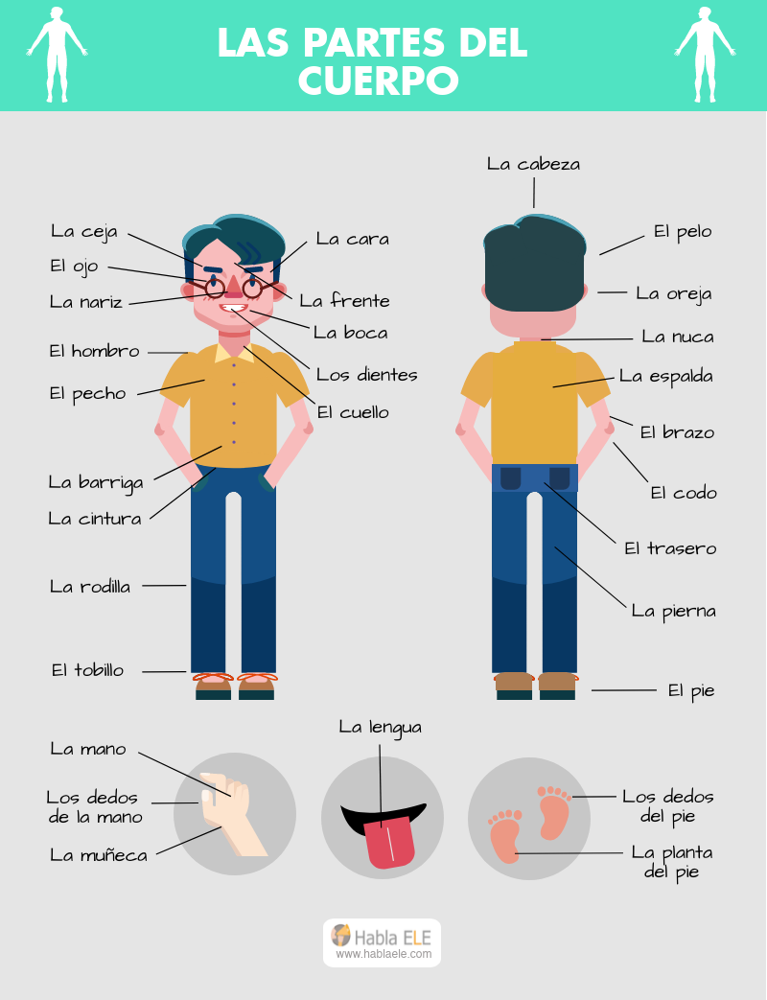 LAS PARTES DEL
CUERPO
La cabeza
La ceja
El ojo
La nariz
El hombro
El pecho
La barriga
La cintura
La rodilla
El tobillo
La cara
La frente
La boca
Los dientes
El cuello
El pelo
La oreja
La nuca
La espalda
El brazo
El codo
El trasero
La pierna
El pie
La mano
Los dedos
de la mano
La muñeca
La lengua
Los dedos
del pie
La planta
del pie
Habla ELE
www.hablaele.com